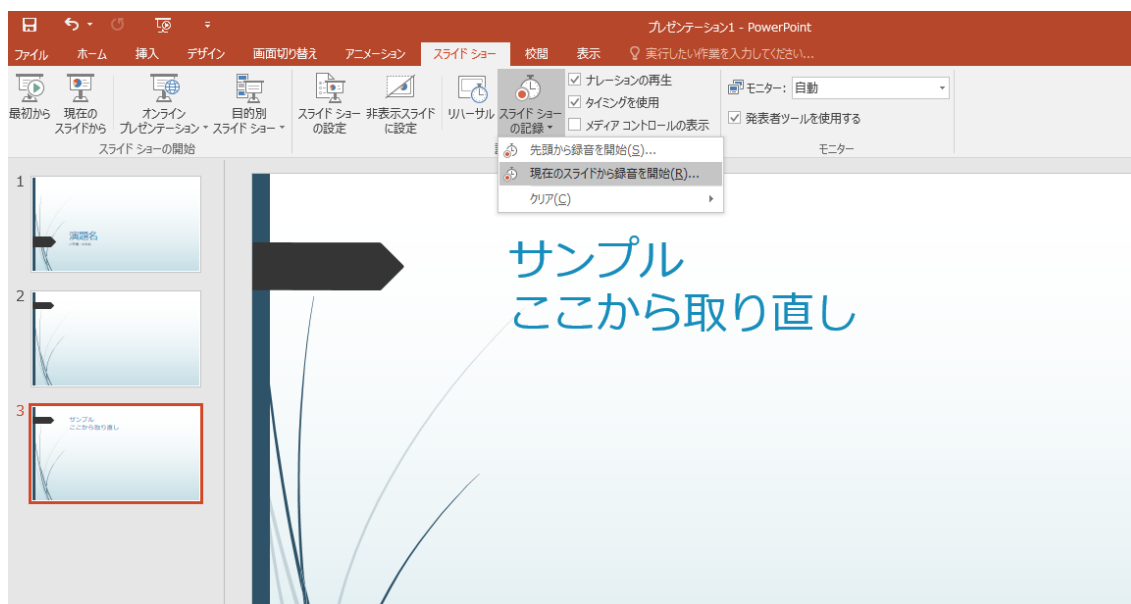 プレゼンテーション1 - PowerPoint
ファイル ホーム 挿入 デザイン 画面切り替え アニメーション スライド ショー 校閲 表示 実行したい作業を入力してください...
最初から
現在の
スライドから
オンライン
プレゼンテーション
目的別
スライド ショー
スライド ショーの開始
スライド ショー
の設定
非表示スライド
に設定
リハーサル
スライド ショー
の記録
ナレーションの再生
タイミングを使用
メディア コントロールの表示
モニター: 自動
発表者ツールを使用する
モニター
先頭から録音を開始(S)...
現在のスライドから録音を開始(R)...
クリア(C)
1
演題名
2
3
サンプル
ここから取り直し
サンプル
ここから取り直し